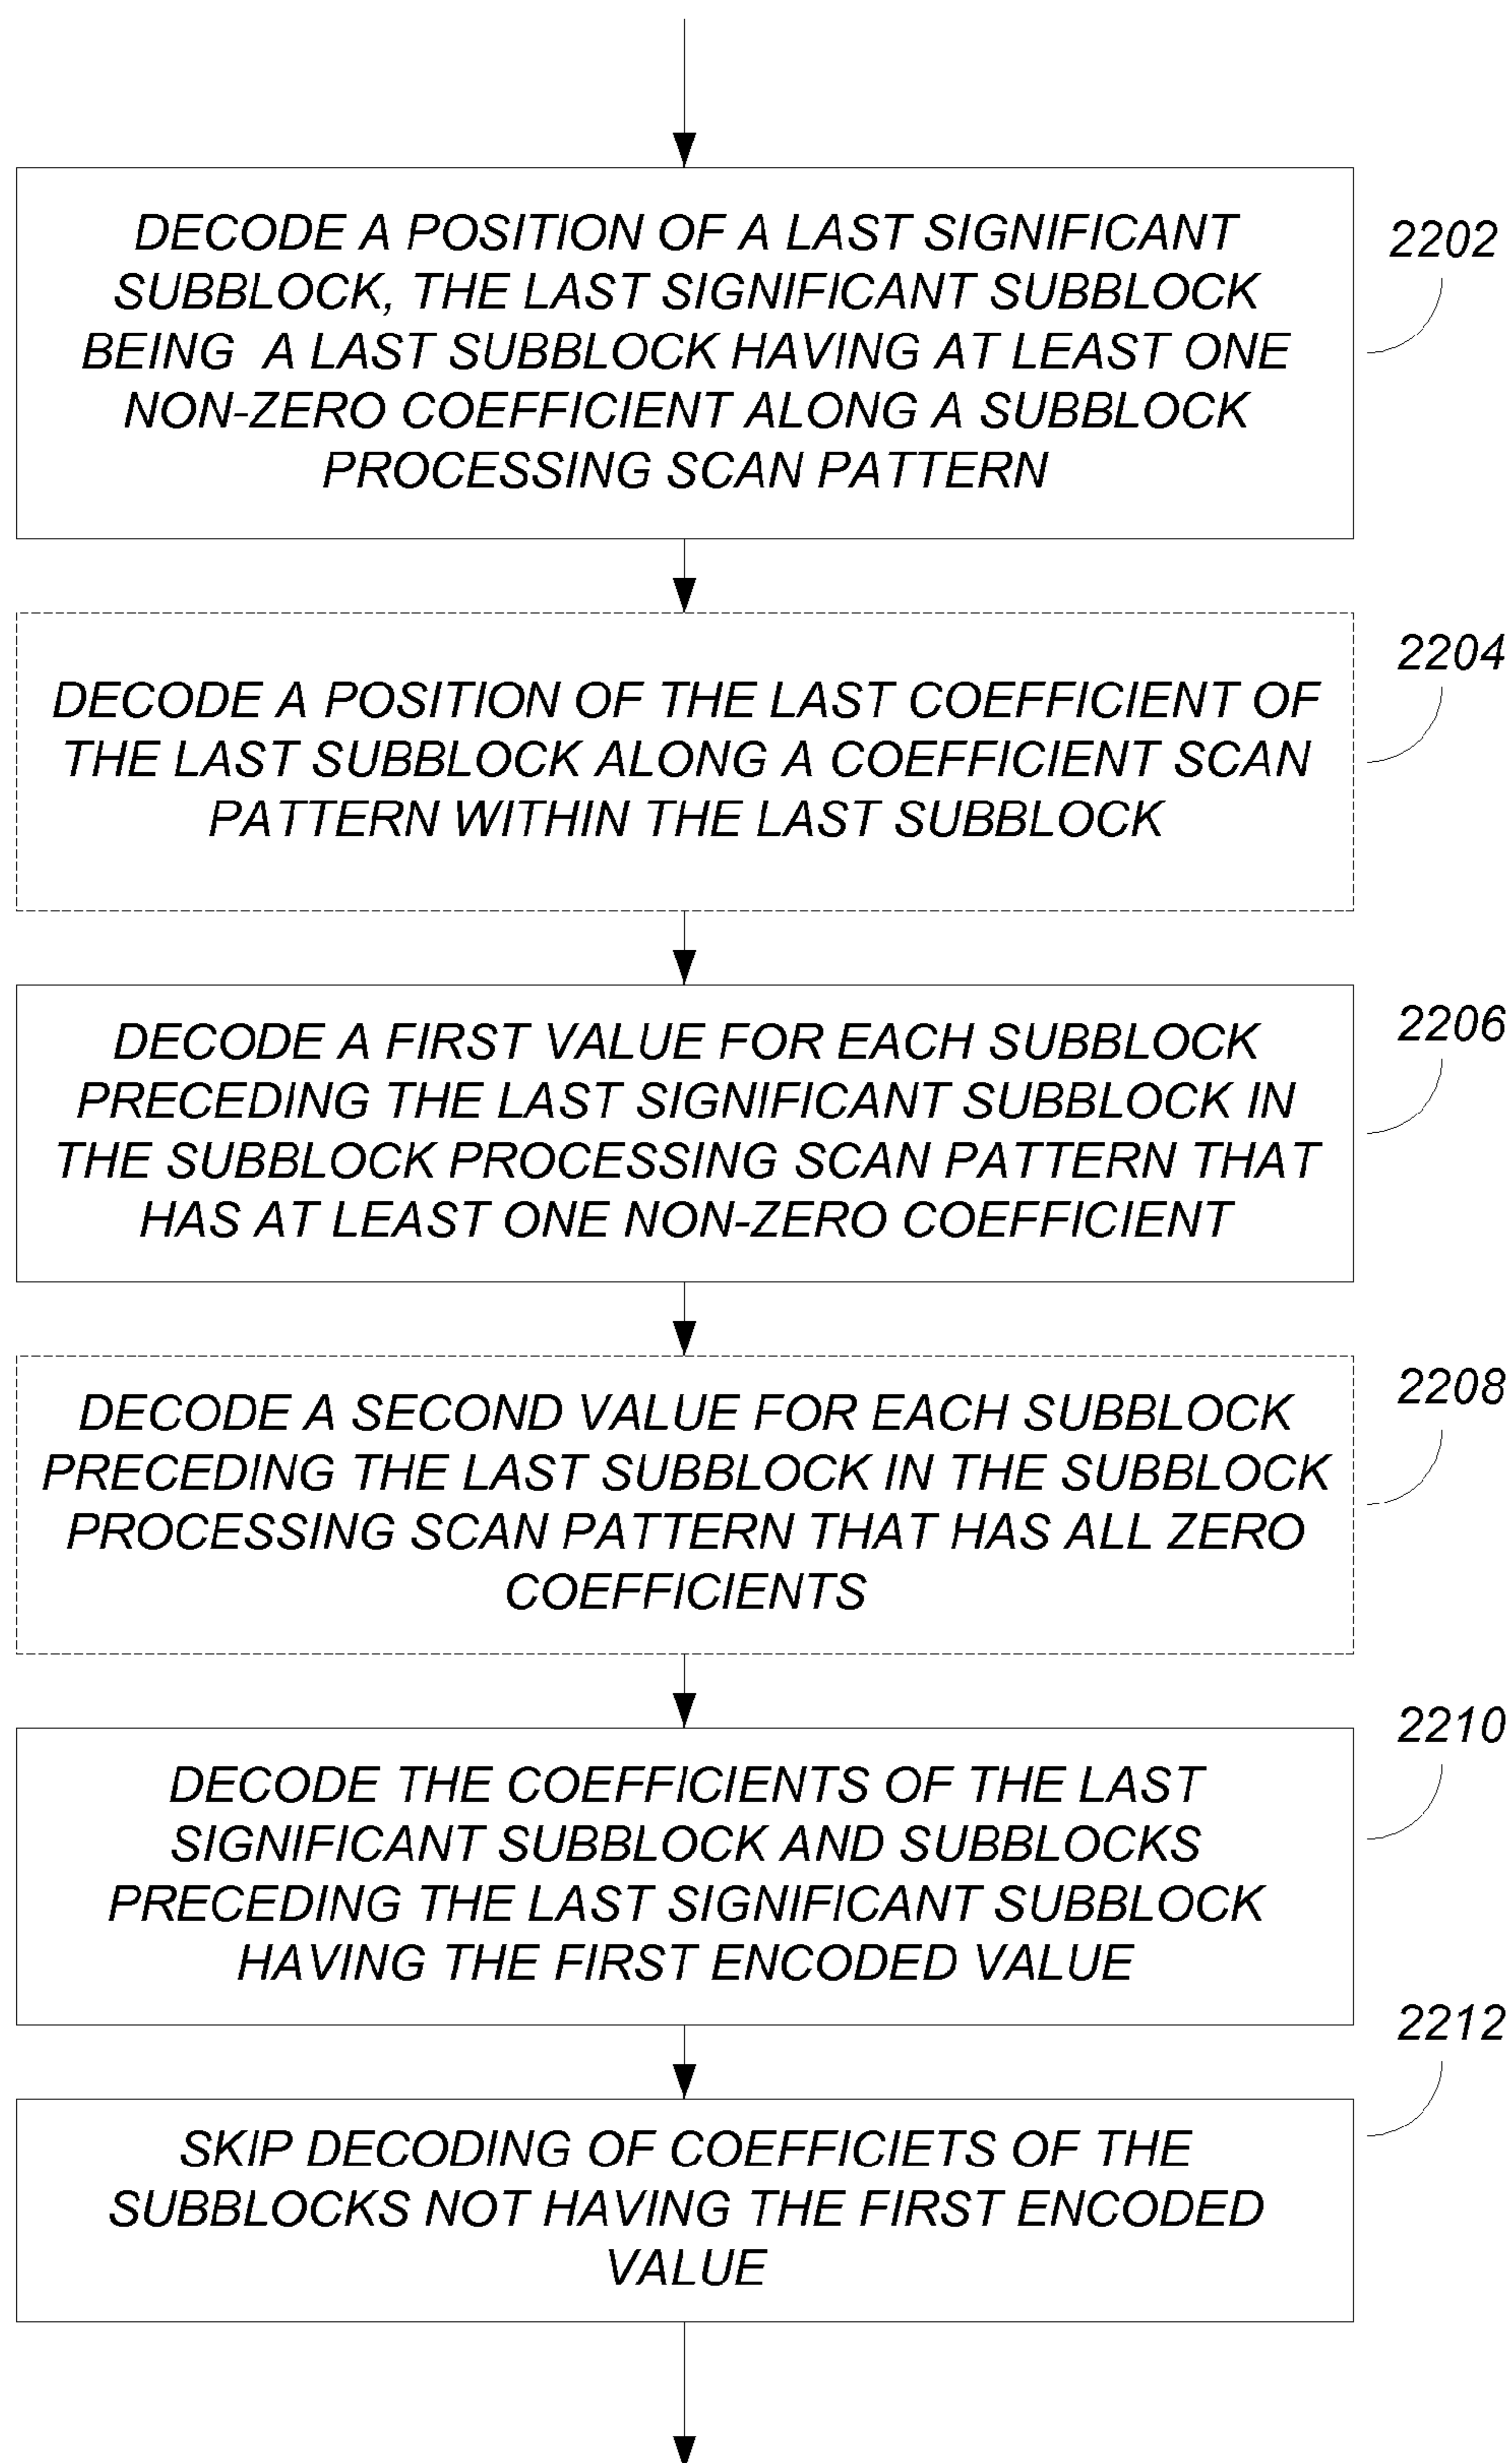 DECODE A POSITION OF A LAST SIGNIFICANT
SUBBLOCK, THE LAST SIGNIFICANT SUBBLOCK
BEING A LAST SUBBLOCK HAVING AT LEAST ONE
NON-ZERO COEFFICIENT ALONG A SUBBLOCK
PROCESSING SCAN PATTERN
2202
DECODE A POSITION OF THE LAST COEFFICIENT OF
THE LAST SUBBLOCK ALONG A COEFFICIENT SCAN
PATTERN WITHIN THE LAST SUBBLOCK
2204
DECODE A FIRST VALUE FOR EACH SUBBLOCK
PRECEDING THE LAST SIGNIFICANT SUBBLOCK IN
THE SUBBLOCK PROCESSING SCAN PATTERN THAT
HAS AT LEAST ONE NON-ZERO COEFFICIENT
2206
DECODE A SECOND VALUE FOR EACH SUBBLOCK
PRECEDING THE LAST SUBBLOCK IN THE SUBBLOCK
PROCESSING SCAN PATTERN THAT HAS ALL ZERO
COEFFICIENTS
2208
DECODE THE COEFFICIENTS OF THE LAST
SIGNIFICANT SUBBLOCK AND SUBBLOCKS
PRECEDING THE LAST SIGNIFICANT SUBBLOCK
HAVING THE FIRST ENCODED VALUE
2210
SKIP DECODING OF COEFFICIETS OF THE
SUBBLOCKS NOT HAVING THE FIRST ENCODED
VALUE
2212